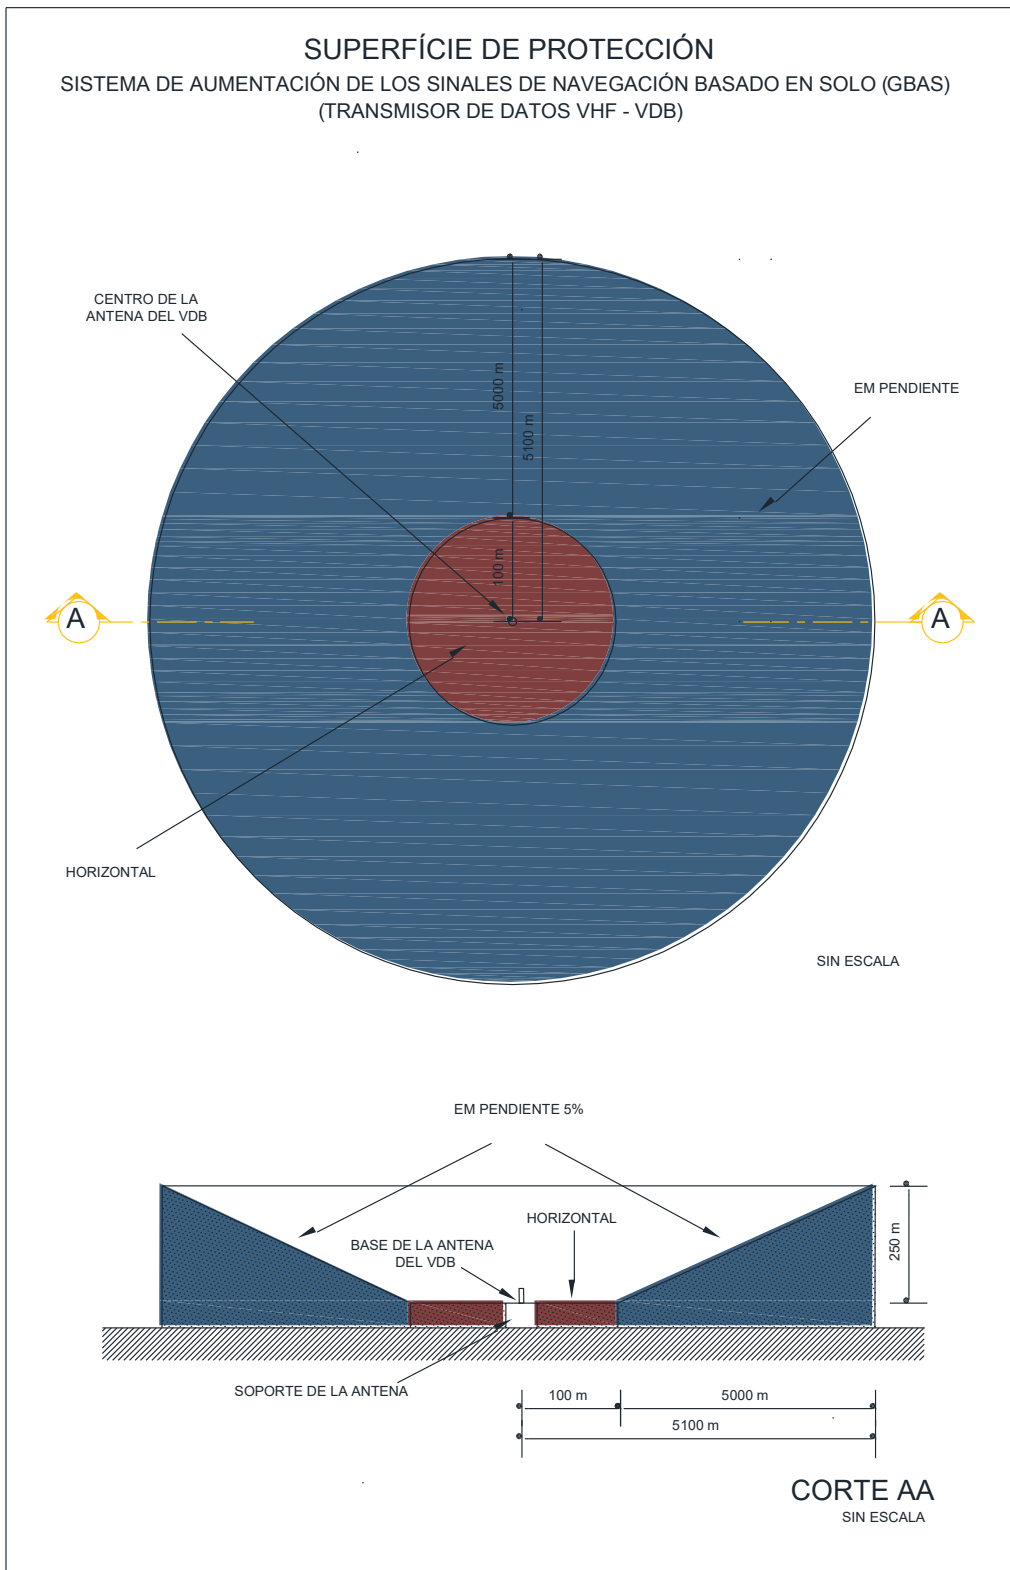 SUPERFÍCIE DE PROTECCIÓN
SISTEMA DE AUMENTACIÓN DE LOS SINALES DE NAVEGACIÓN BASADO EN SOLO (GBAS)
(TRANSMISOR DE DATOS VHF - VDB)
CENTRO DE LA
ANTENA DEL VDB
5000 m
5100 m
EM PENDIENTE
100 m
A
A
HORIZONTAL
SIN ESCALA
EM PENDIENTE 5%
HORIZONTAL
BASE DE LA ANTENA
DEL VDB
250 m
SOPORTE DE LA ANTENA
100 m
5000 m
5100 m
CORTE AA
SIN ESCALA